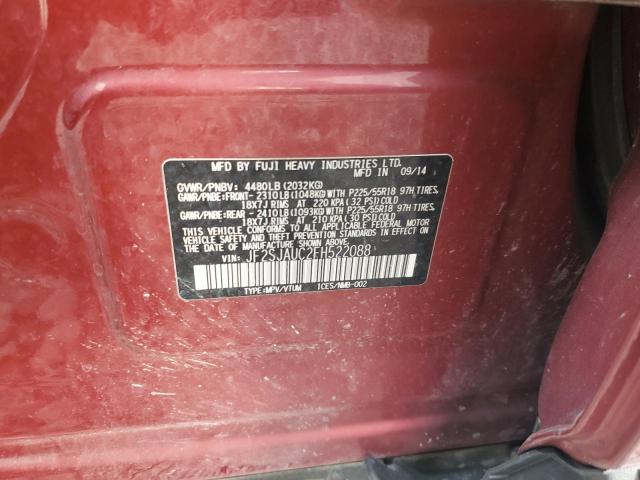 MFD BY FUJI HEAVY INDUSTRIES LTD.
MFD IN 09/14
GVWR/PNBV: 4480LB(2032KG)
GAWR/PNBE:FRONT- 2310LB(1048KG)WITH P225/55R18 97H TIRES,
18X7J RIMS AT 220 KPA(32 PSI)COLD
GAWR/PNBE:REAR -2410LB(1093KG)WITH P225/55R18 97H TIRES,
18X7J RIMS AT 210 KPA(30 PSI)COLD
THIS VEHICLE CONFORMS TO ALL APPLICABLE FEDERAL MOTOR
VEHICLE SAFETY, BUMPER, AND THEFT PREVENTION STANDARDS
IN EFFECT ON THE DATE OF MANUFACTURE SHOWN ABOVE.
JF2SJAUC2FH522088
TYPE:MPV/VTUM ICES/NMB-002